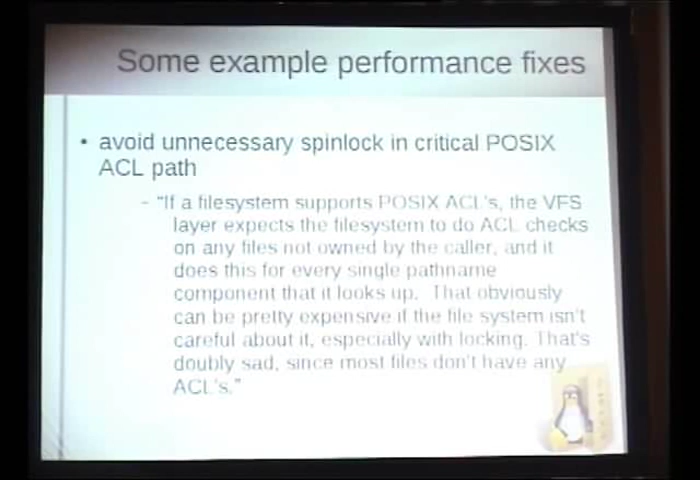 Some example performance fixes
• avoid unnecessary spinlock in critical POSIX
ACL path
– "If a filesystem supports POSIX ACL's, the VFS
layer expects the filesystem to do ACL checks
on any files not owned by the caller, and it
does this for every single pathname
component that it looks up. That obviously
can be pretty expensive if the file system isn't
careful about it, especially with locking. That's
doubly sad, since most files don't have any
ACL's."